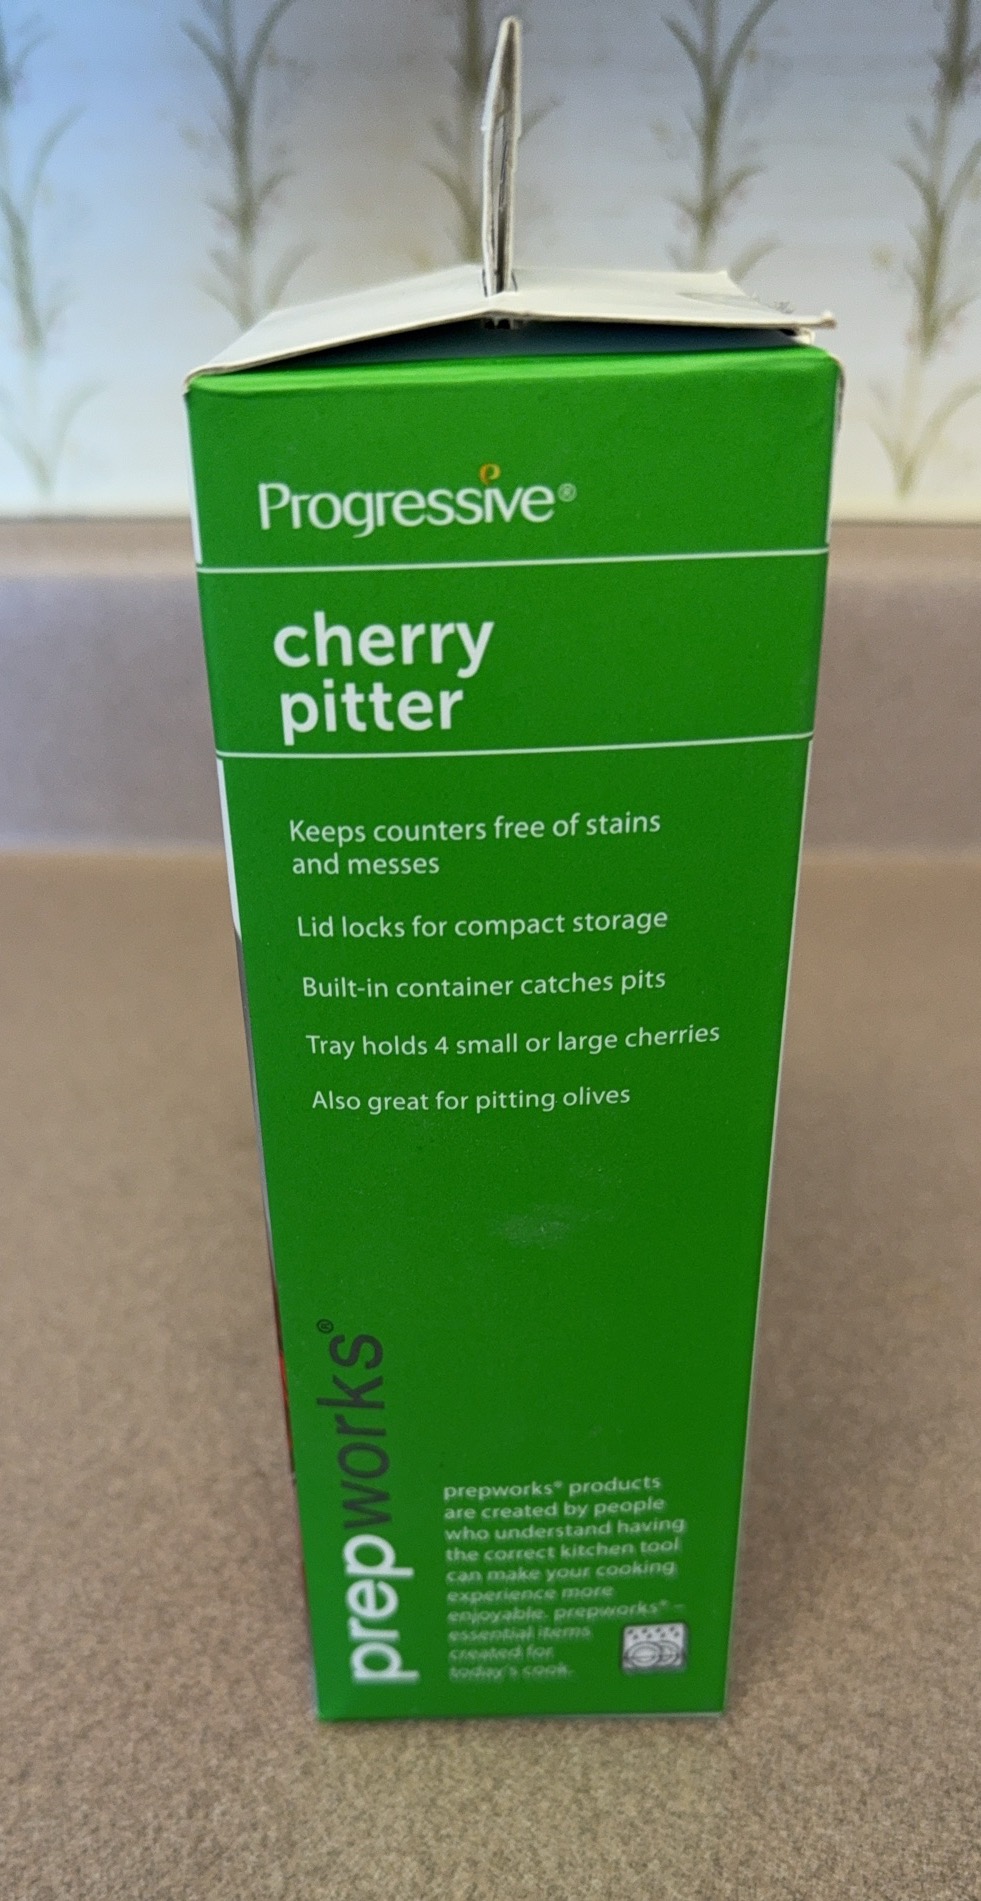 Progressive®
cherry
pitter
Keeps counters free of stains
and messes
Lid locks for compact storage
Built-in container catches pits
Tray holds 4 small or large cherries
Also great for pitting olives
prepworks®
prepworks® products
are created by people
who understand having
the correct kitchen tool
can make your cooking
experience more
enjoyable. prepworks® –
essential items
created for
today's cook.